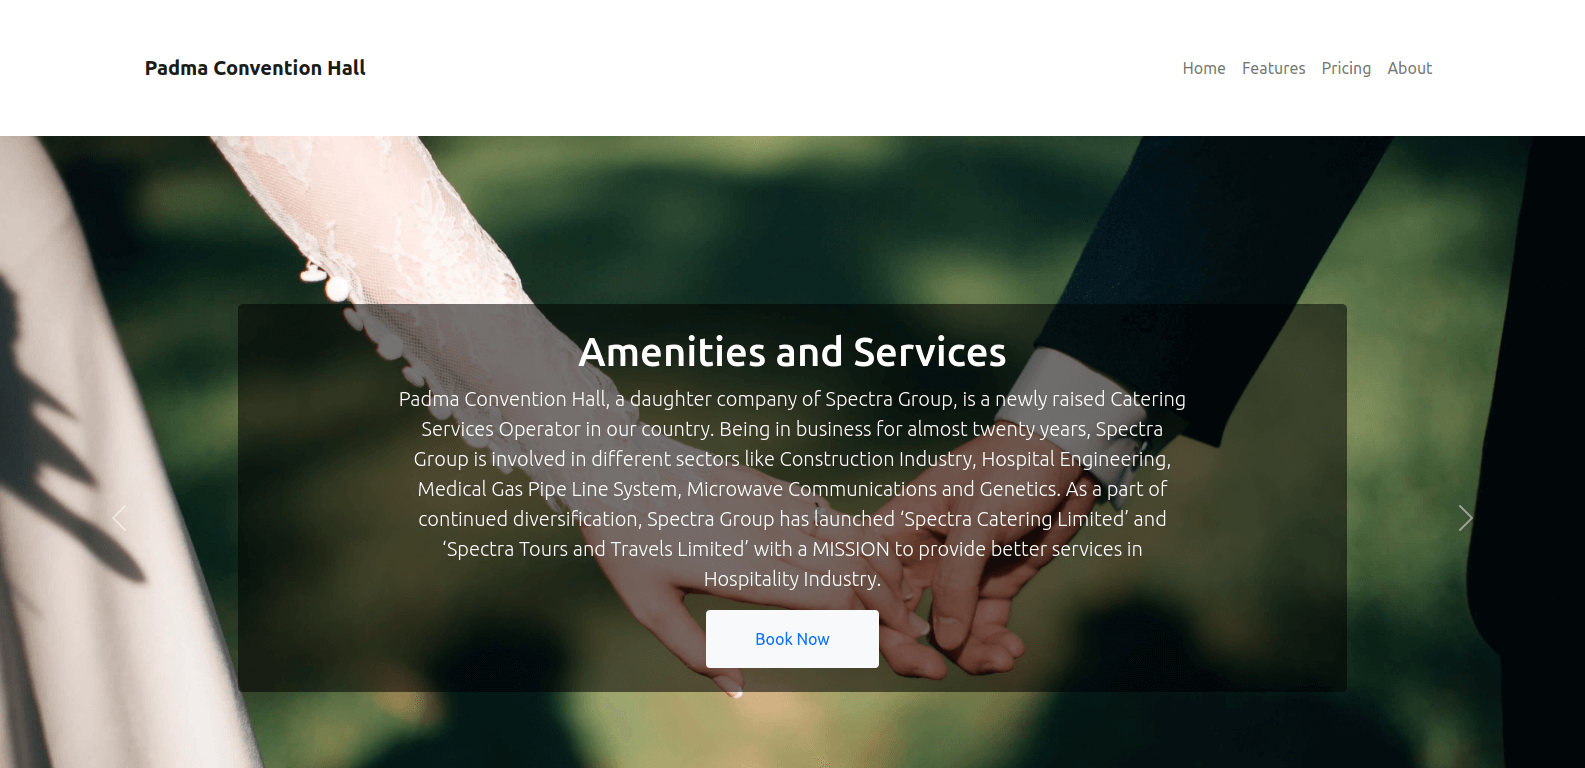 Padma Convention Hall
Home Features Pricing About
Amenities and Services
Padma Convention Hall, a daughter company of Spectra Group, is a newly raised Catering
Services Operator in our country. Being in business for almost twenty years, Spectra
Group is involved in different sectors like Construction Industry, Hospital Engineering,
Medical Gas Pipe Line System, Microwave Communications and Genetics. As a part of
continued diversification, Spectra Group has launched ‘Spectra Catering Limited’ and
‘Spectra Tours and Travels Limited’ with a MISSION to provide better services in
Hospitality Industry.
Book Now